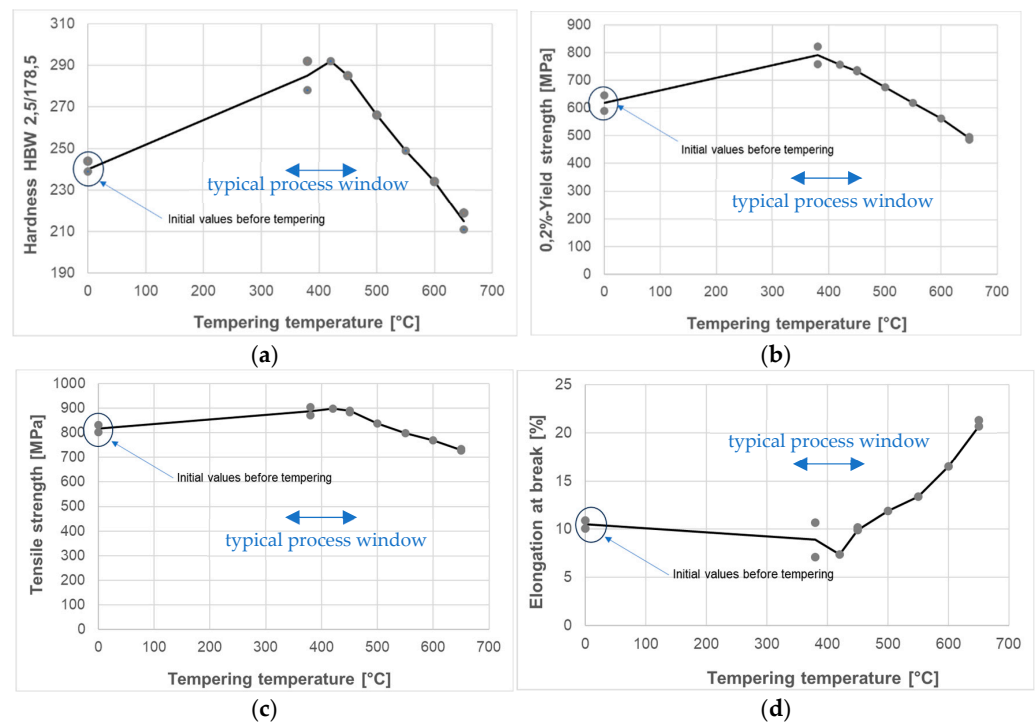 Hardness HBW 2,5/178,5
310
290
270
250
230
210
190
typical process window
Initial values before tempering
0 100 200 300 400 500 600 700
Tempering temperature [°C]
(a)
0,2%-Yield strength [MPa]
900
800
700
600
500
400
300
200
100
0
Initial values before tempering
typical process window
0 100 200 300 400 500 600 700
Tempering temperature [°C]
(b)
Tensile strength [MPa]
1000
900
800
700
600
500
400
300
200
100
0
Initial values before tempering
typical process window
0 100 200 300 400 500 600 700
Tempering temperature [°C]
(c)
Elongation at break [%]
25
20
15
10
5
0
typical process window
Initial values before tempering
0 100 200 300 400 500 600 700
Tempering temperature [°C]
(d)